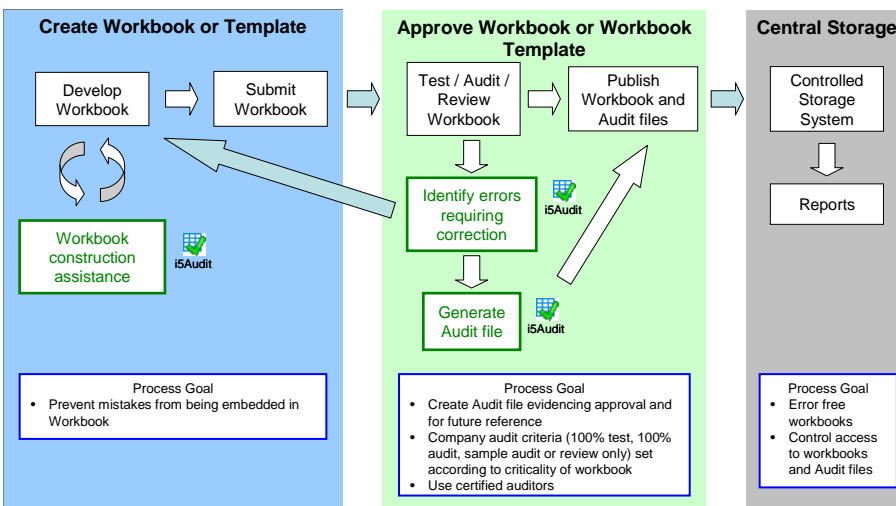 Create Workbook or Template
Develop
Workbook
Submit
Workbook
Workbook
construction
assistance
i5Audit
Process Goal
• Prevent mistakes from being embedded in
Workbook
Approve Workbook or Workbook
Template
Test / Audit /
Review
Workbook
Publish
Workbook and
Audit files
Identify errors
requiring
correction
i5Audit
Generate
Audit file
i5Audit
Process Goal
• Create Audit file evidencing approval and
for future reference
• Company audit criteria (100% test, 100%
audit, sample audit or review only) set
according to criticality of workbook
• Use certified auditors
Central Storage
Controlled
Storage
System
Reports
Process Goal
• Error free
workbooks
• Control access
to workbooks
and Audit files